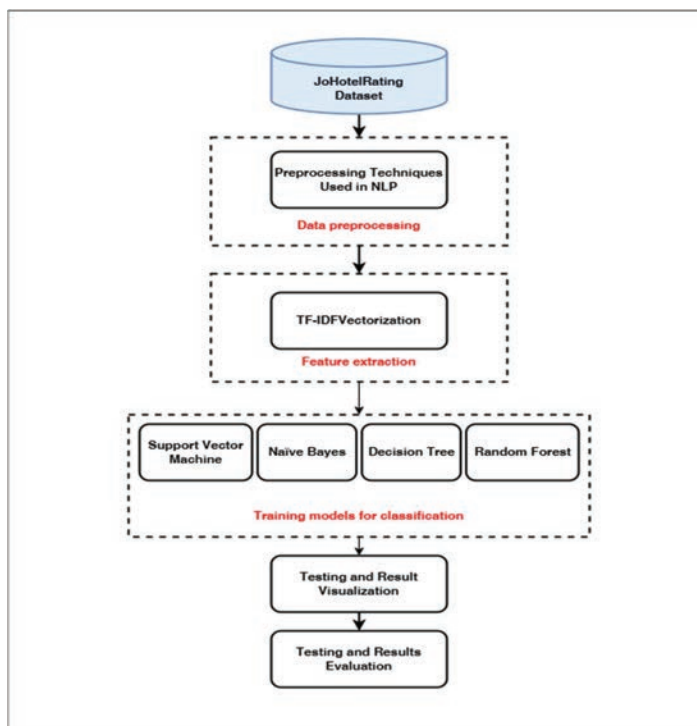 JoHotelRating
Dataset
Preprocessing Techniques
Used in NLP
Data preprocessing
TF-IDFVectorization
Feature extraction
Support Vector
Machine
Naïve Bayes
Decision Tree
Random Forest
Training models for classification
Testing and Result
Visualization
Testing and Results
Evaluation